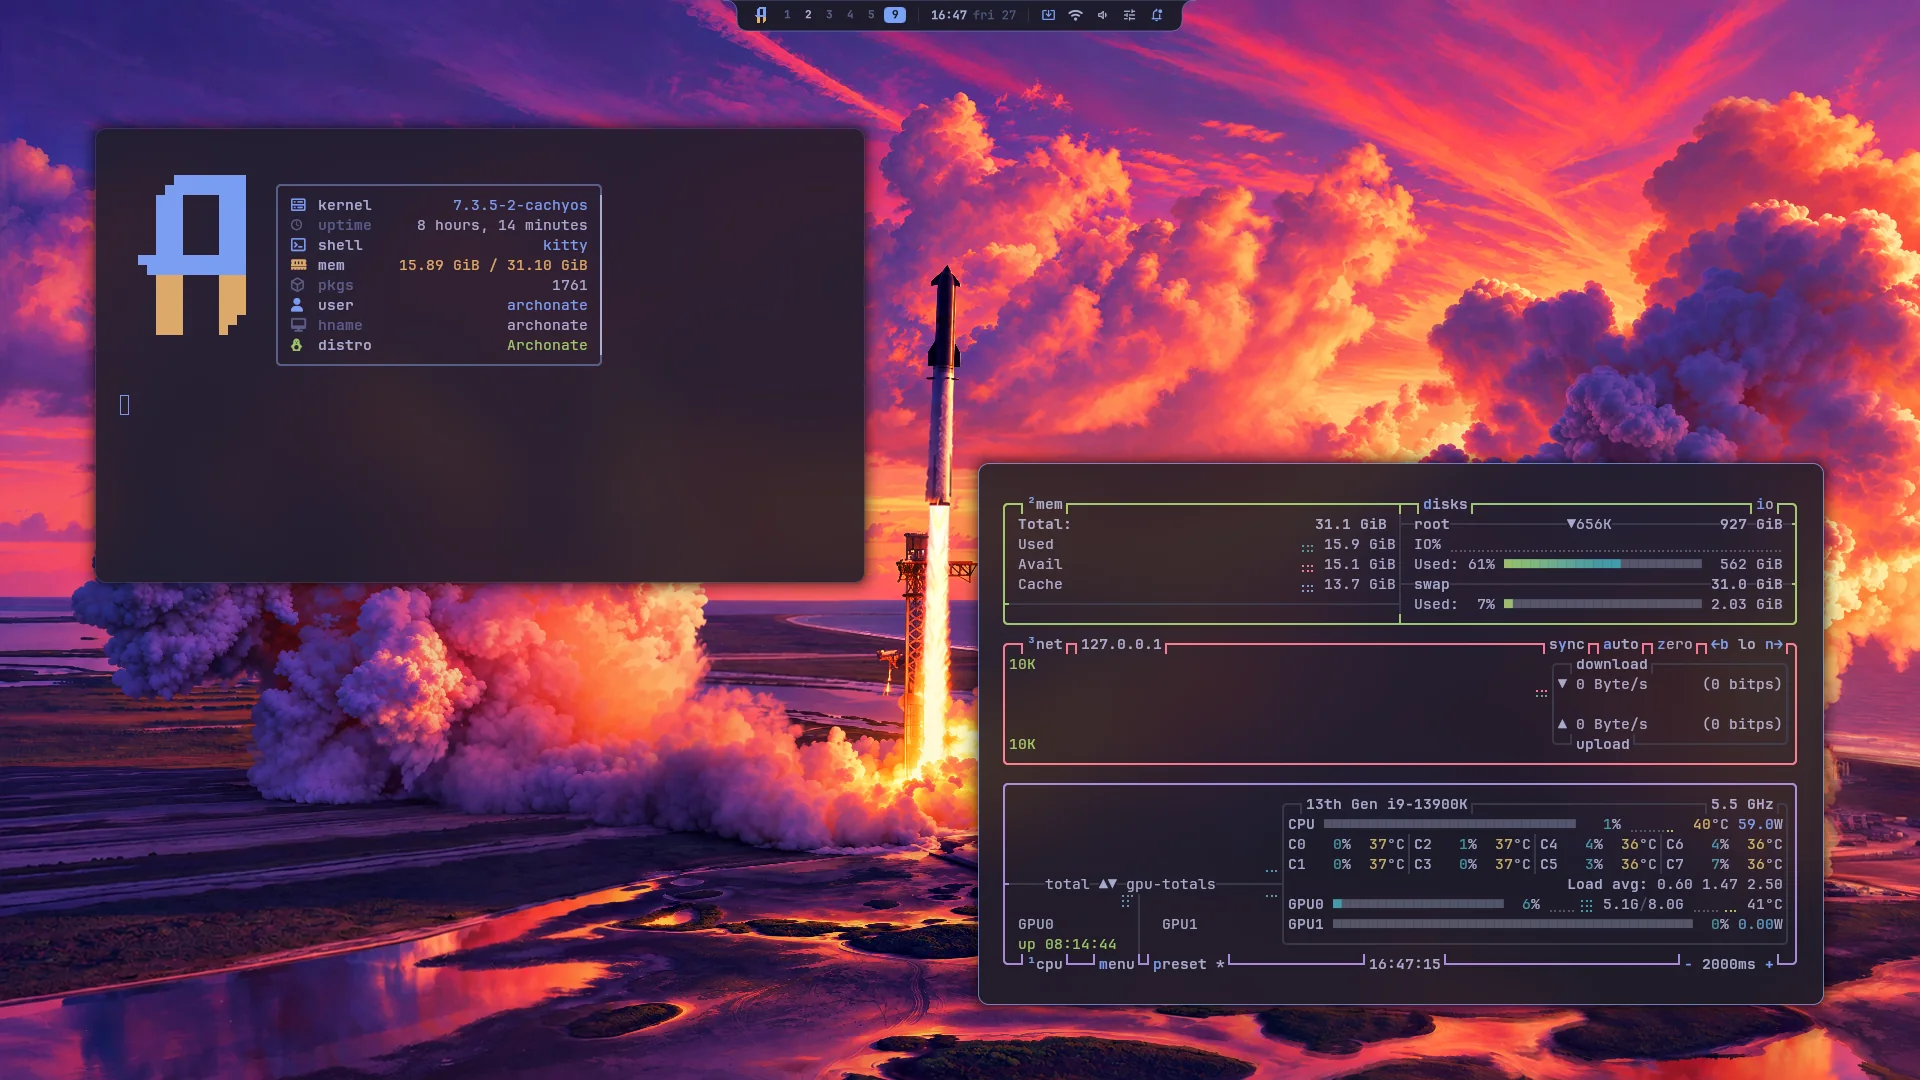 1 2 3 4 5 9 16:47 fri 27
kernel 7.3.5-2-cachyos
uptime 8 hours, 14 minutes
shell kitty
mem 15.89 GiB / 31.10 GiB
pkgs 1761
user archonate
hname archonate
distro Archonate
²mem disks io
Total: 31.1 GiB root ▼656K 927 GiB
Used 15.9 GiB IO%
Avail 15.1 GiB Used: 61% 562 GiB
Cache 13.7 GiB swap 31.0 GiB
Used: 7% 2.03 GiB
³net 127.0.0.1 sync auto zero ←b lo n→
10K download
▼ 0 Byte/s (0 bitps)
▲ 0 Byte/s (0 bitps)
10K upload
13th Gen i9-13900K 5.5 GHz
CPU 1% 40°C 59.0W
C0 0% 37°C C2 1% 37°C C4 4% 36°C C6 4% 36°C
C1 0% 37°C C3 0% 37°C C5 3% 36°C C7 7% 36°C
total ▲▼ gpu-totals Load avg: 0.60 1.47 2.50
GPU0 6% 5.1G/8.0G 41°C
GPU0 GPU1 GPU1 0% 0.00W
up 08:14:44
¹cpu menu preset * 16:47:15 - 2000ms +